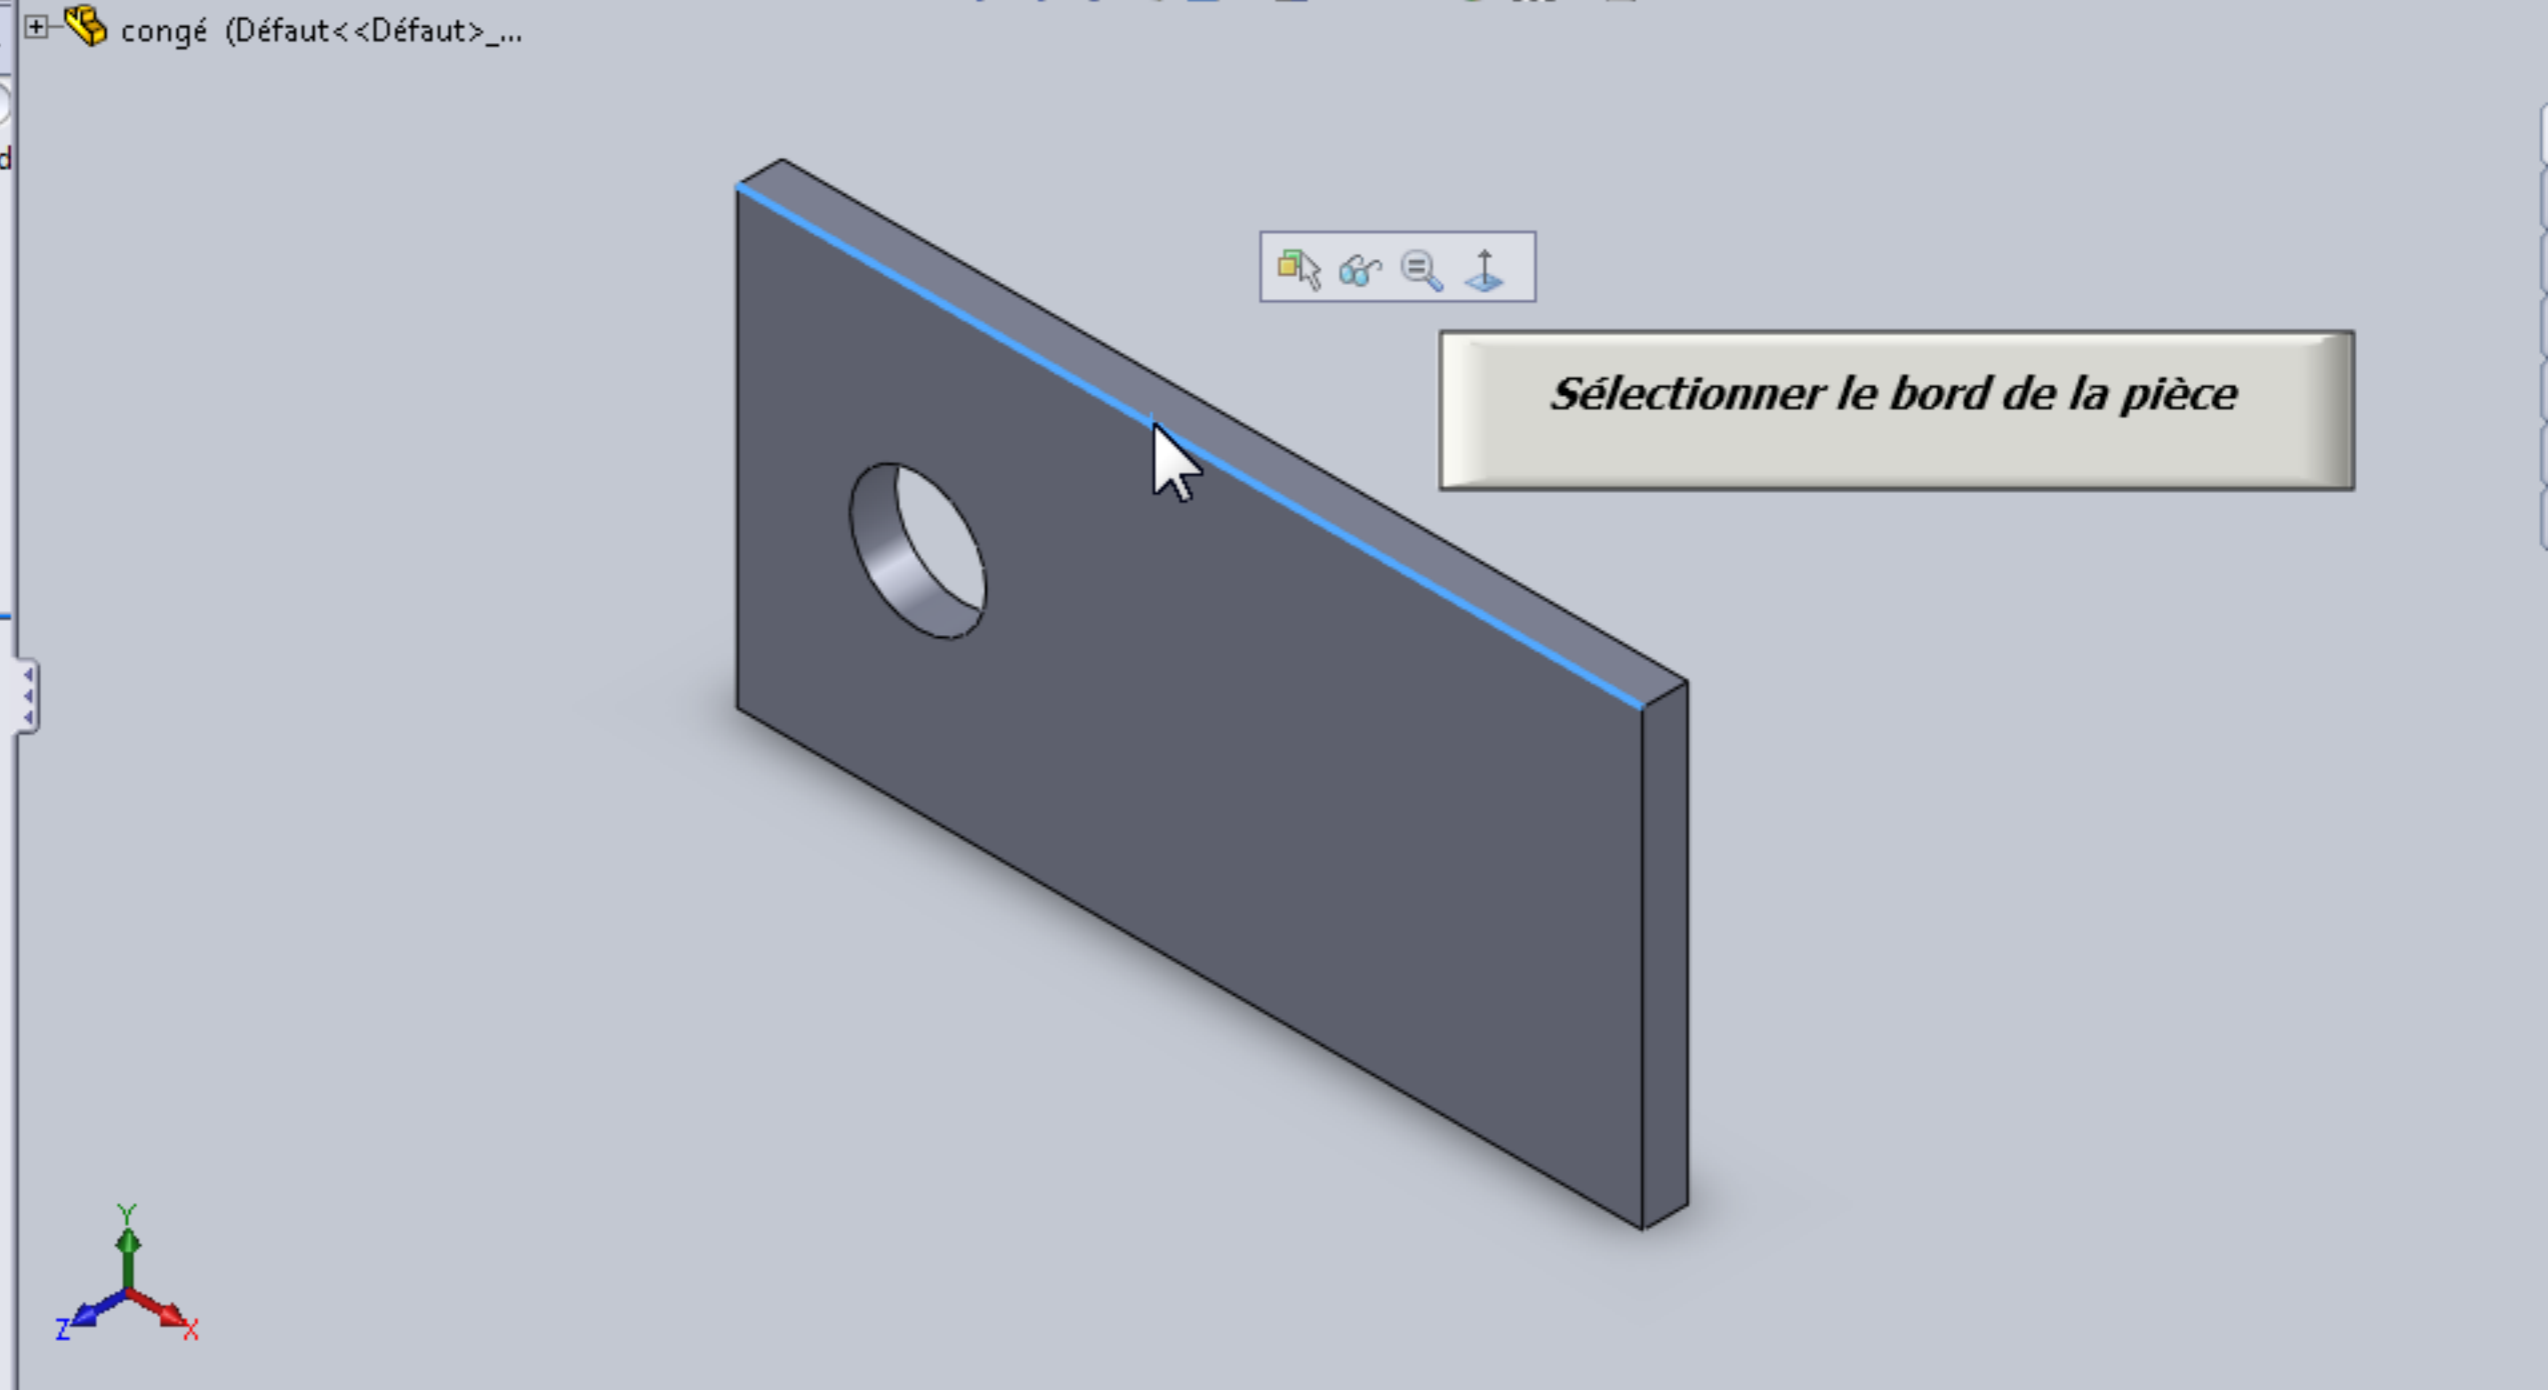 congé (Défaut<<Défaut>_...
d
Sélectionner le bord de la pièce
Y
Z
X